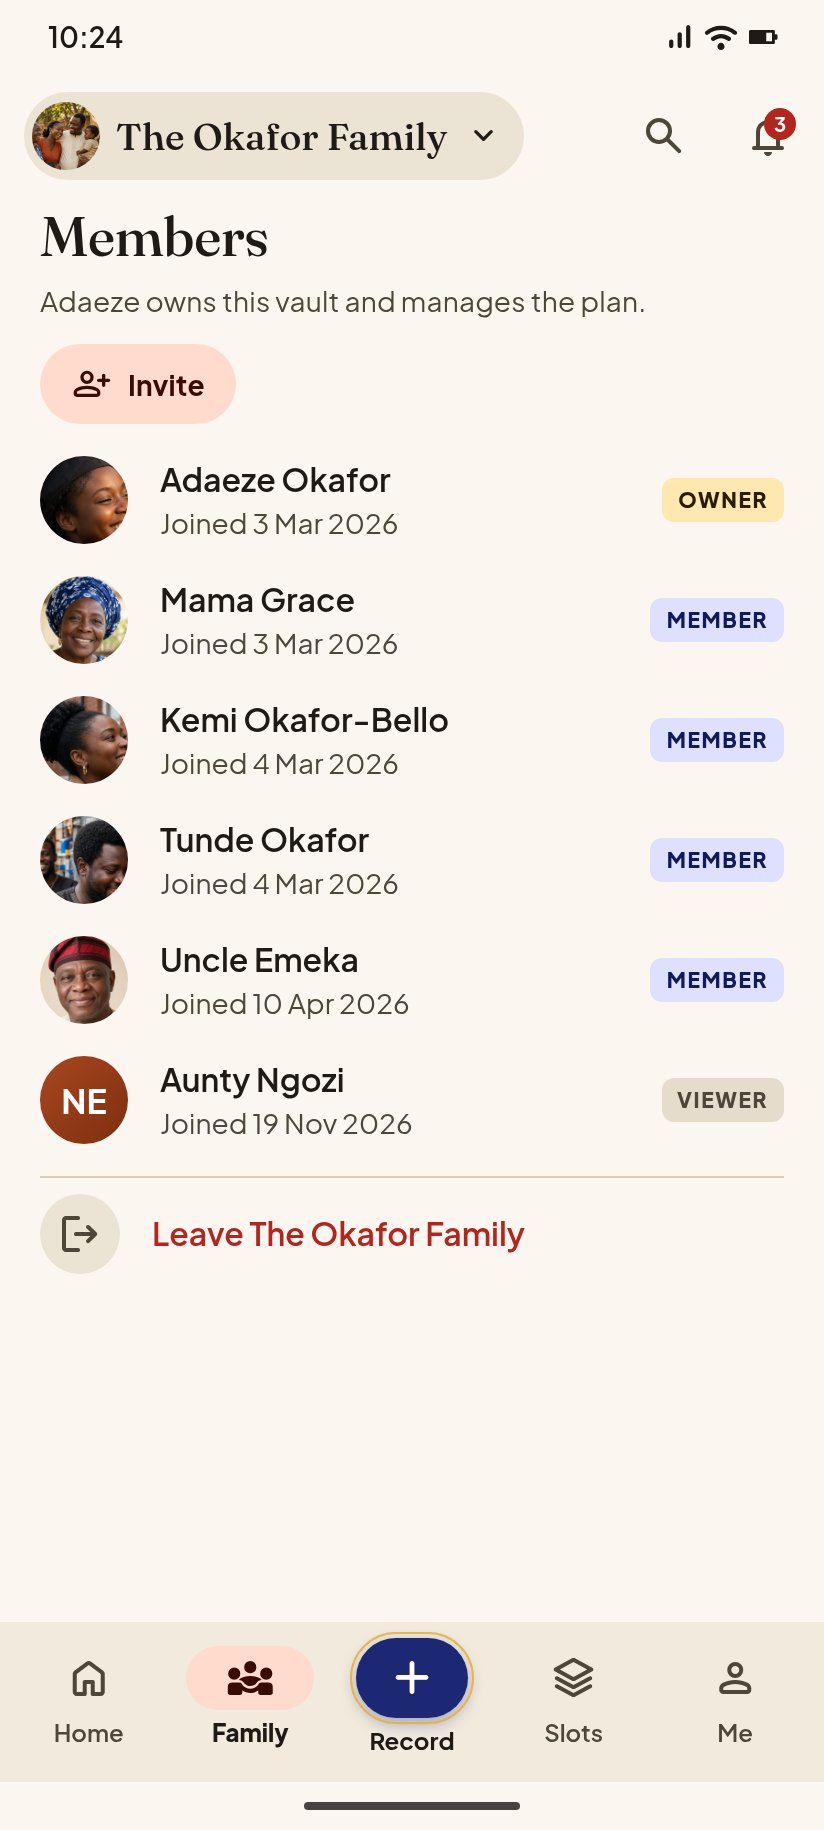 10:24
The Okafor Family
3
Members
Adaeze owns this vault and manages the plan.
Invite
Adaeze Okafor
Joined 3 Mar 2026
OWNER
Mama Grace
Joined 3 Mar 2026
MEMBER
Kemi Okafor-Bello
Joined 4 Mar 2026
MEMBER
Tunde Okafor
Joined 4 Mar 2026
MEMBER
Uncle Emeka
Joined 10 Apr 2026
MEMBER
NE
Aunty Ngozi
Joined 19 Nov 2026
VIEWER
Leave The Okafor Family
Home
Family
Record
Slots
Me